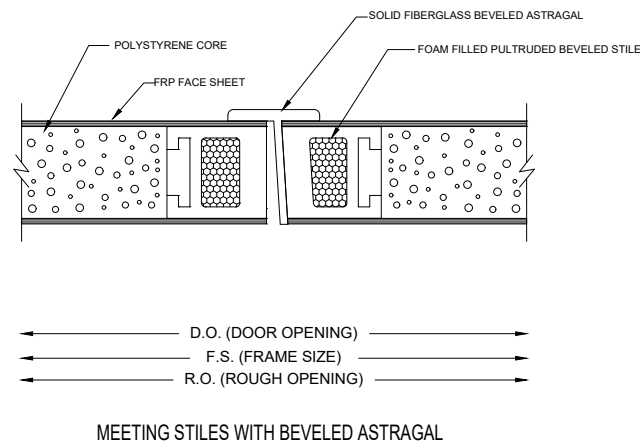 SOLID FIBERGLASS BEVELED ASTRAGAL
POLYSTYRENE CORE
FOAM FILLED PULTRUDED BEVELED STILE
FRP FACE SHEET
D.O. (DOOR OPENING)
F.S. (FRAME SIZE)
R.O. (ROUGH OPENING)
MEETING STILES WITH BEVELED ASTRAGAL